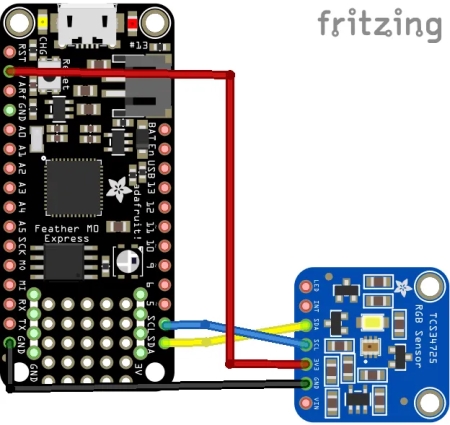 fritzing
CHG
#13
RST
Reset
3V
ARf
GND
A0
A1
A2
A3
A4
A5
SCK
MO
MI
RX
TX
GND
BAT
En
USB
13
12
11
10
9
6
5
SCL
SDA
adafruit!
Feather M0
Express
GND
3V
LED
INT
SDA
SCL
3V3
GND
VIN
TCS34725
RGB Sensor